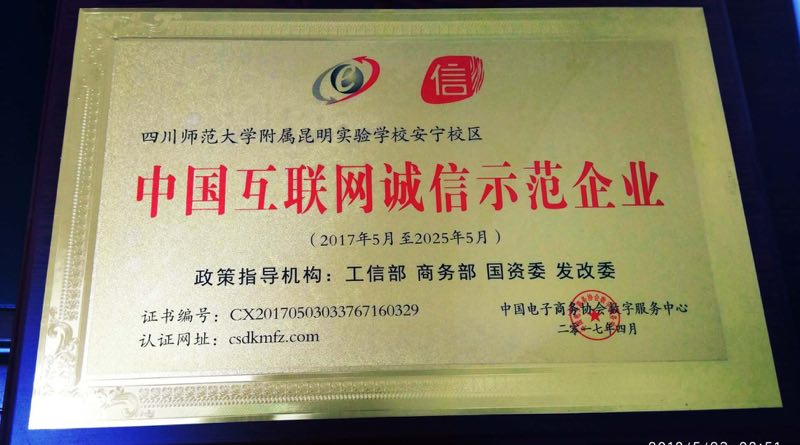 信
四川师范大学附属昆明实验学校安宁校区
中国互联网诚信示范企业
(2017年5月至2025年5月)
政策指导机构：工信部 商务部 国资委 发改委
证书编号：CX20170503033767160329
中国电子商务协会数字服务中心
认证网址：csdkmfz.com
二零一七年四月